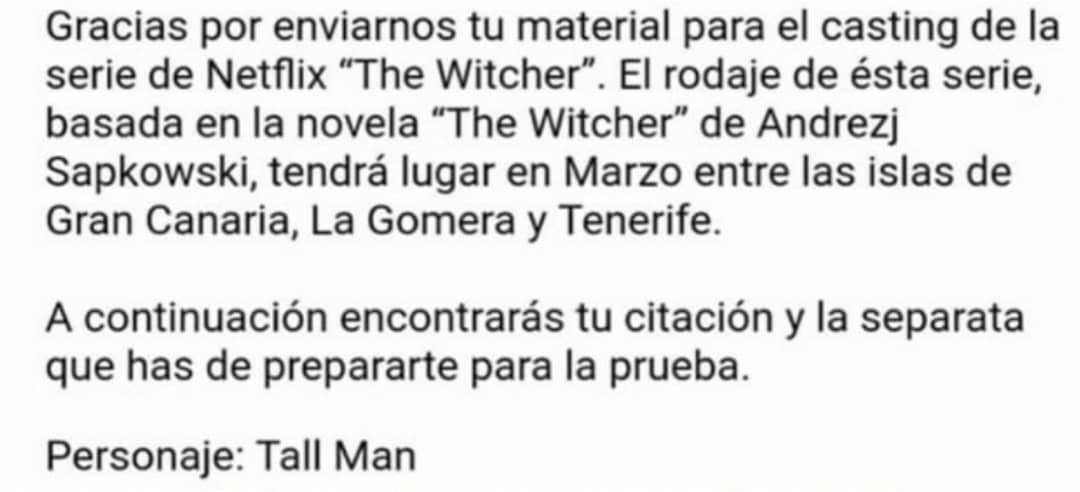 Gracias por enviarnos tu material para el casting de la
serie de Netflix “The Witcher”. El rodaje de ésta serie,
basada en la novela “The Witcher” de Andrezj
Sapkowski, tendrá lugar en Marzo entre las islas de
Gran Canaria, La Gomera y Tenerife.
A continuación encontrarás tu citación y la separata
que has de prepararte para la prueba.
Personaje: Tall Man